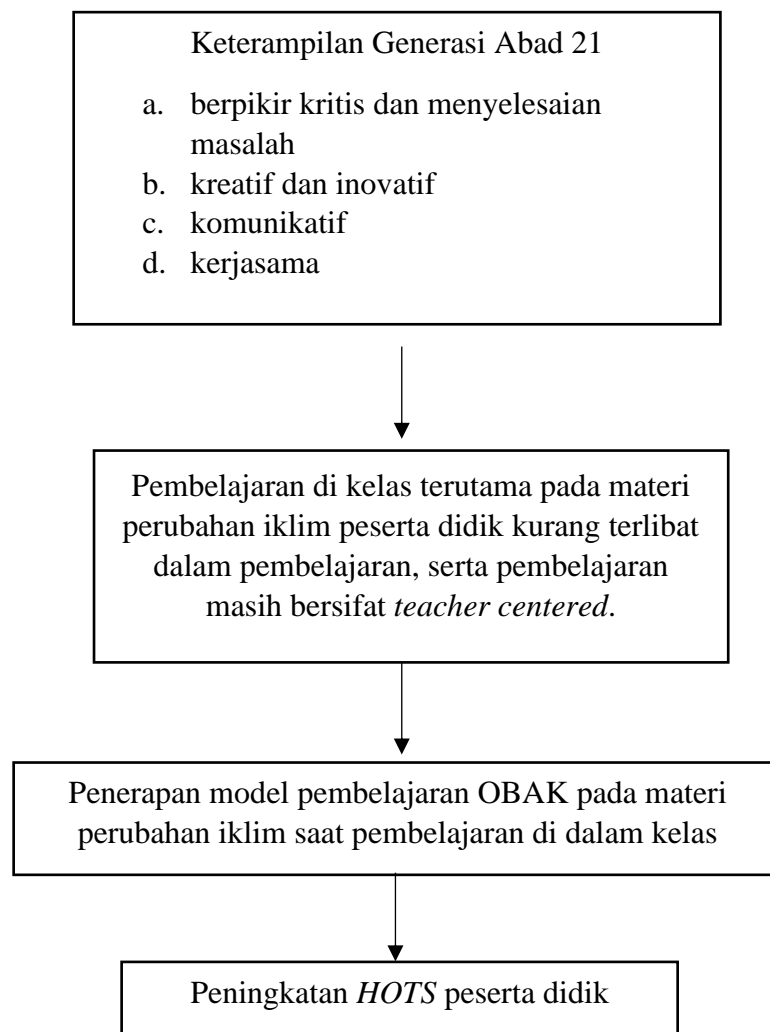 Keterampilan Generasi Abad 21
a. berpikir kritis dan menyelesaian
masalah
b. kreatif dan inovatif
c. komunikatif
d. kerjasama
Pembelajaran di kelas terutama pada materi
perubahan iklim peserta didik kurang terlibat
dalam pembelajaran, serta pembelajaran
masih bersifat teacher centered.
Penerapan model pembelajaran OBAK pada materi
perubahan iklim saat pembelajaran di dalam kelas
Peningkatan HOTS peserta didik